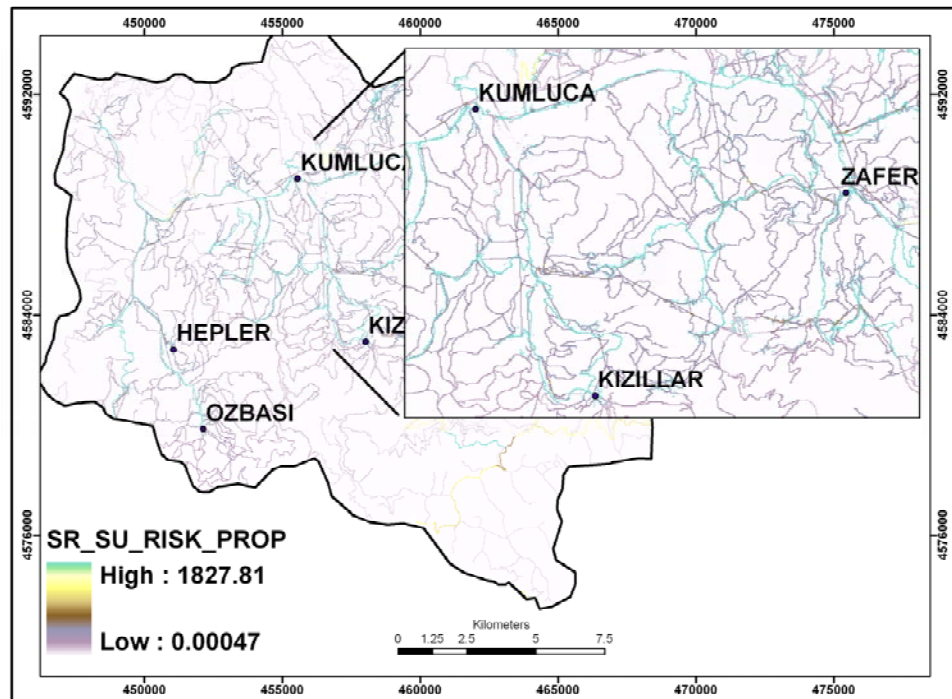 450000 455000 460000 465000 470000 475000
4592000 4592000
KUMLUCA
KUMLUCA
ZAFER
4584000 4584000
HEPLER
KIZ
KIZILLAR
OZBASI
4576000 4576000
SR_SU_RISK_PROP
High : 1827.81
Low : 0.00047
Kilometers
0 1.25 2.5 5 7.5
450000 455000 460000 465000 470000 475000